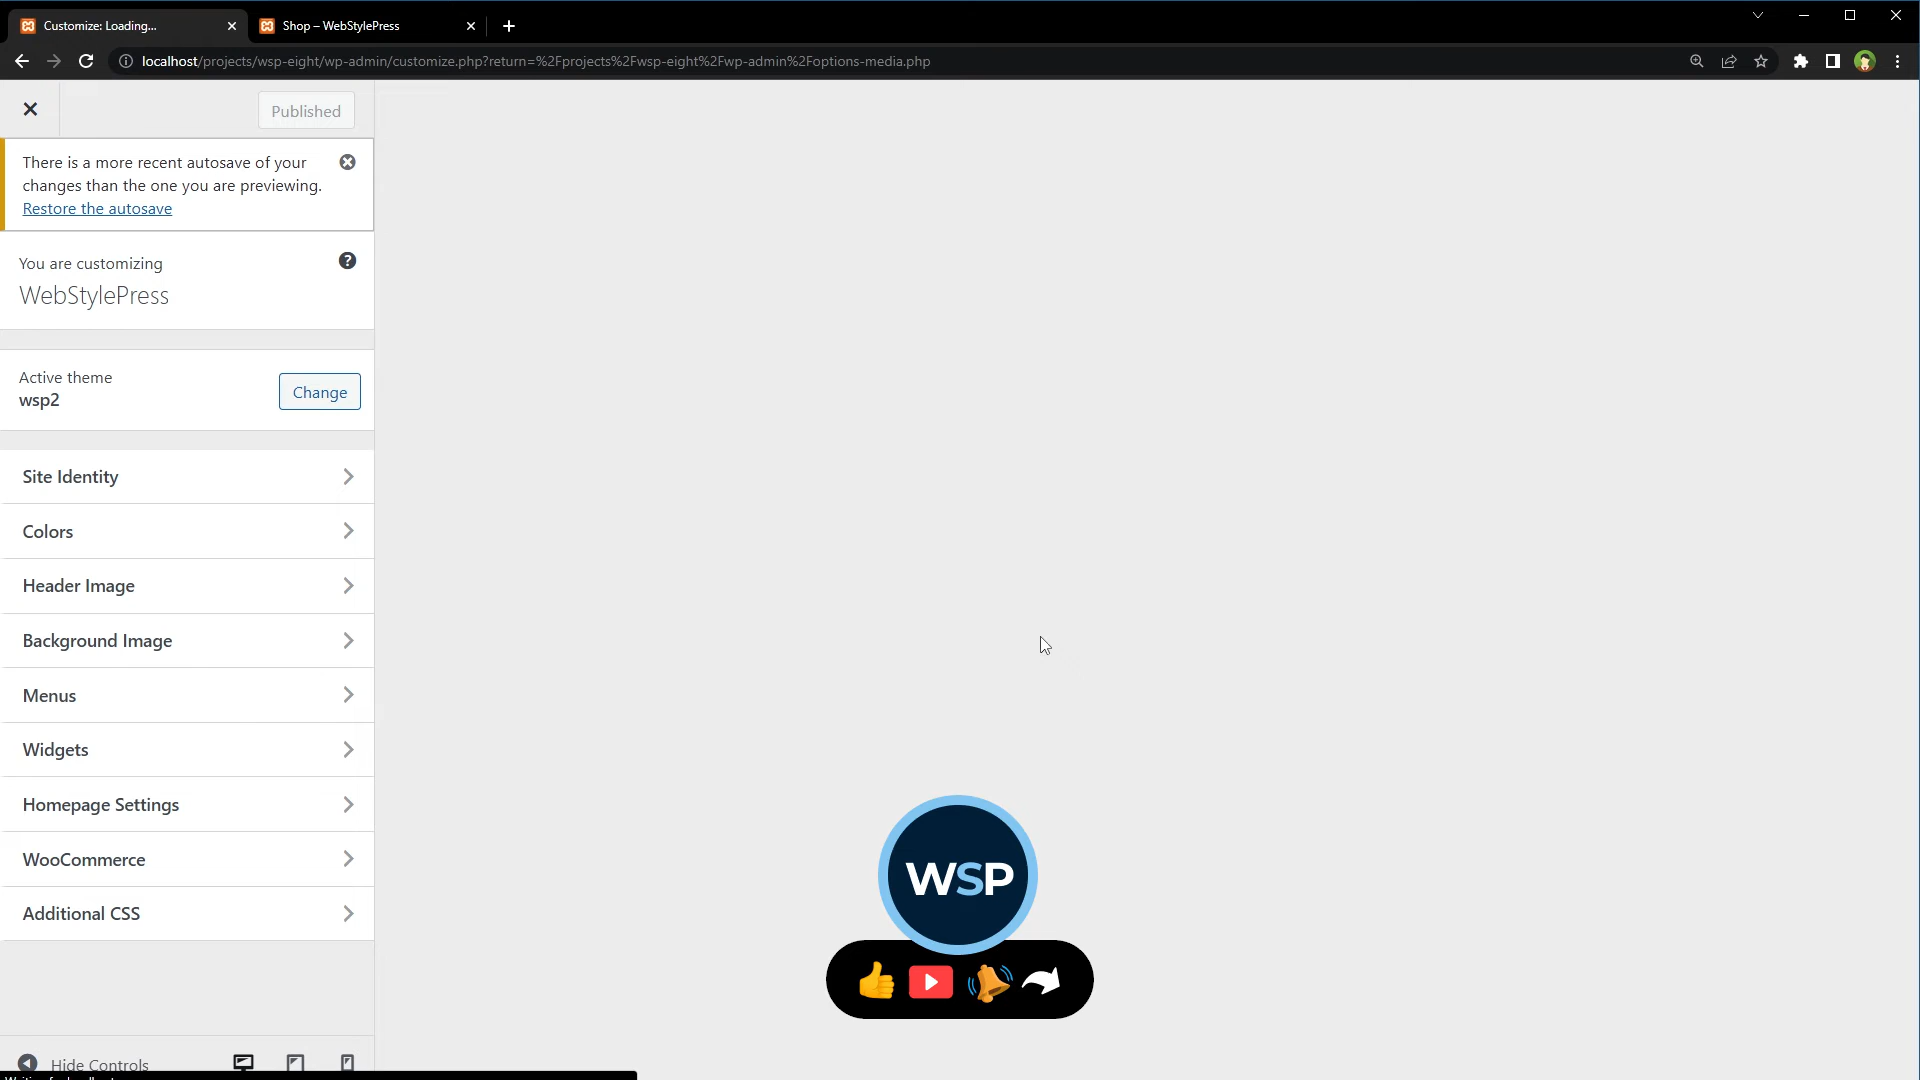 Customize: Loading...
Shop – WebStylePress
localhost/projects/wsp-eight/wp-admin/customize.php?return=%2Fprojects%2Fwsp-eight%2Fwp-admin%2Foptions-media.php
Published
There is a more recent autosave of your
changes than the one you are previewing.
Restore the autosave
You are customizing
WebStylePress
Active theme
wsp2
Change
Site Identity
Colors
Header Image
Background Image
Menus
Widgets
Homepage Settings
WooCommerce
Additional CSS
WSP
Hide Controls